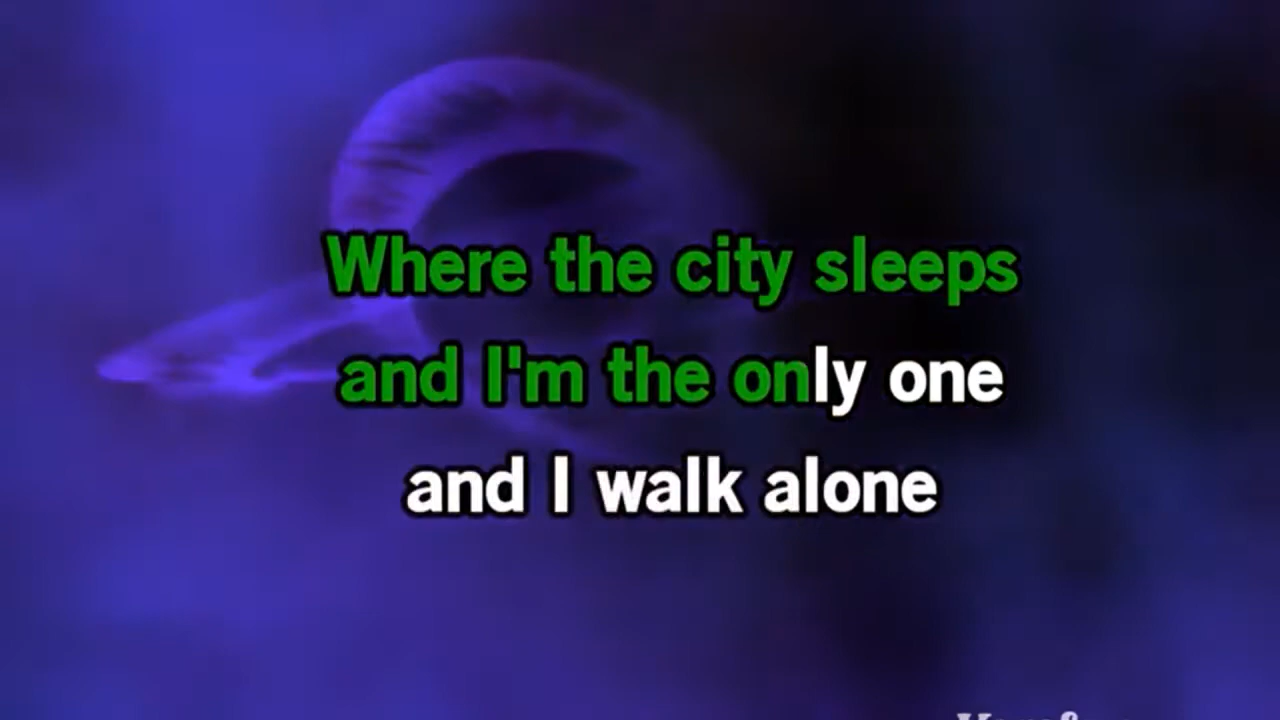 Where the city sleeps
and I'm the only one
and I walk alone